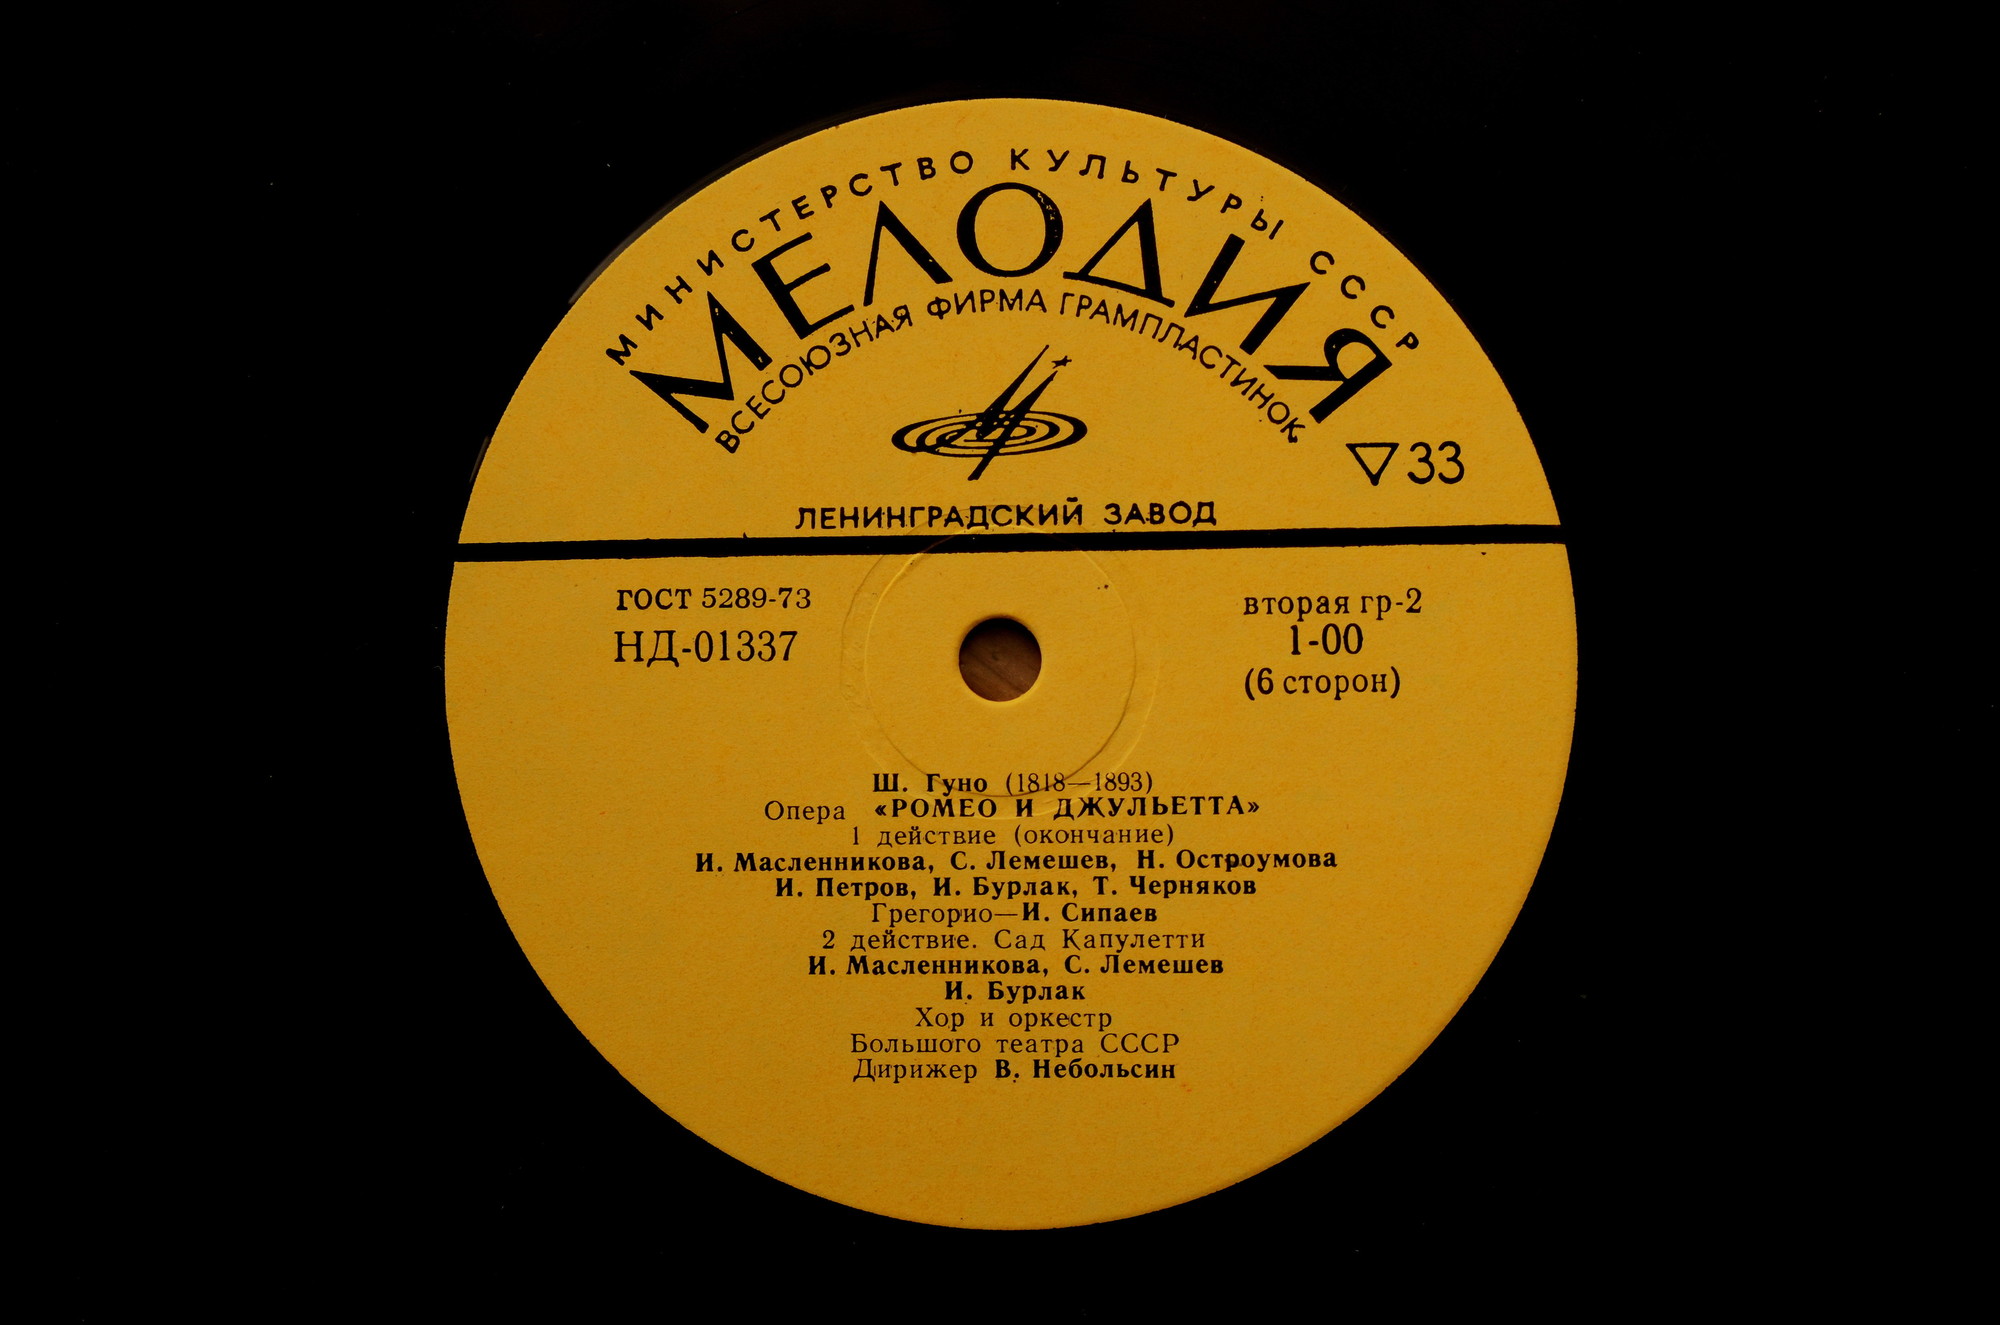 МИНИСТЕРСТВО КУЛЬТУРЫ СССР
МЕЛОДИЯ
ВСЕСОЮЗНАЯ ФИРМА ГРАМПЛАСТИНОК
33
ЛЕНИНГРАДСКИЙ ЗАВОД
ГОСТ 5289-73
НД-01337
вторая гр-2
1-00
(6 сторон)
Ш. Гуно (1818—1893)
Опера «РОМЕО И ДЖУЛЬЕТТА»
1 действие (окончание)
И. Масленникова, С. Лемешев, Н. Остроумова
И. Петров, И. Бурлак, Т. Черняков
Грегорио—И. Сипаев
2 действие. Сад Капулетти
И. Масленникова, С. Лемешев
И. Бурлак
Хор и оркестр
Большого театра СССР
Дирижер В. Небольсин